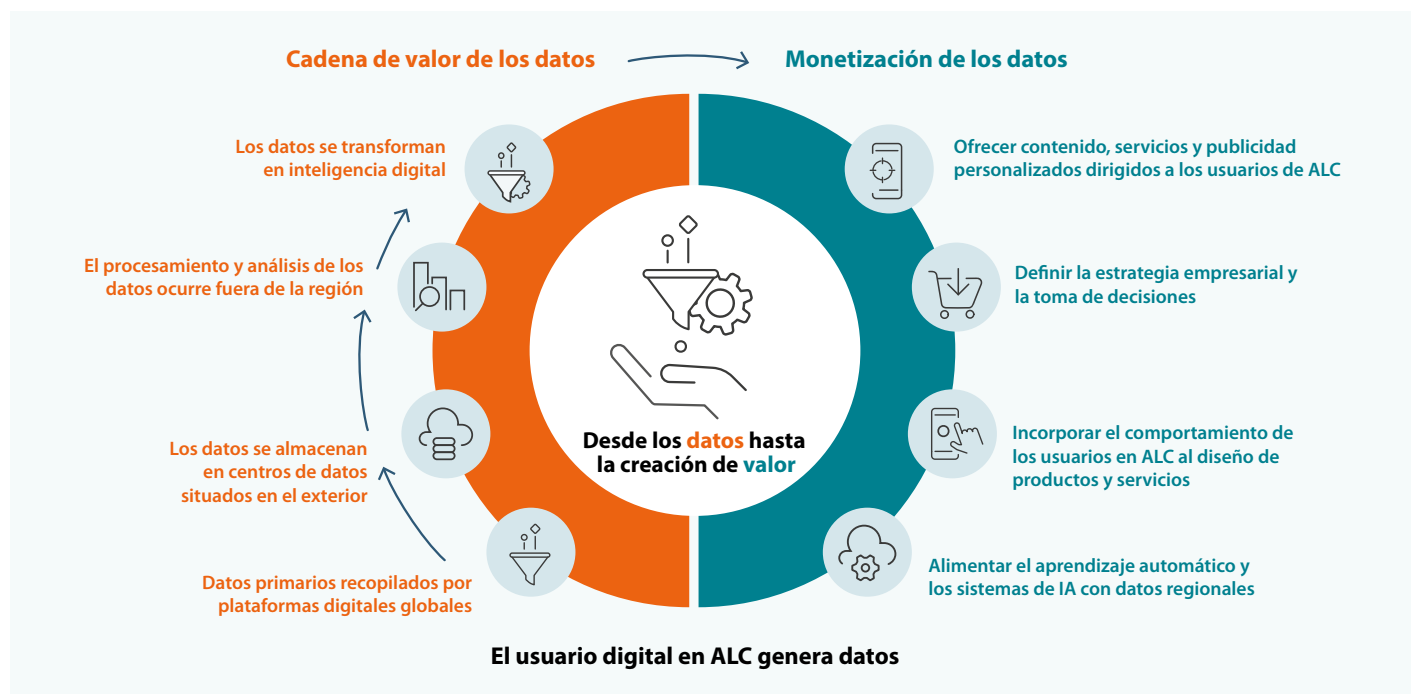 Cadena de valor de los datos
Monetización de los datos
Los datos se transforman
en inteligencia digital
El procesamiento y análisis de los
datos ocurre fuera de la región
Los datos se almacenan
en centros de datos
situados en el exterior
Datos primarios recopilados por
plataformas digitales globales
Desde los datos hasta
la creación de valor
Ofrecer contenido, servicios y publicidad
personalizados dirigidos a los usuarios de ALC
Definir la estrategia empresarial y
la toma de decisiones
Incorporar el comportamiento de
los usuarios en ALC al diseño de
productos y servicios
Alimentar el aprendizaje automático y
los sistemas de IA con datos regionales
El usuario digital en ALC genera datos